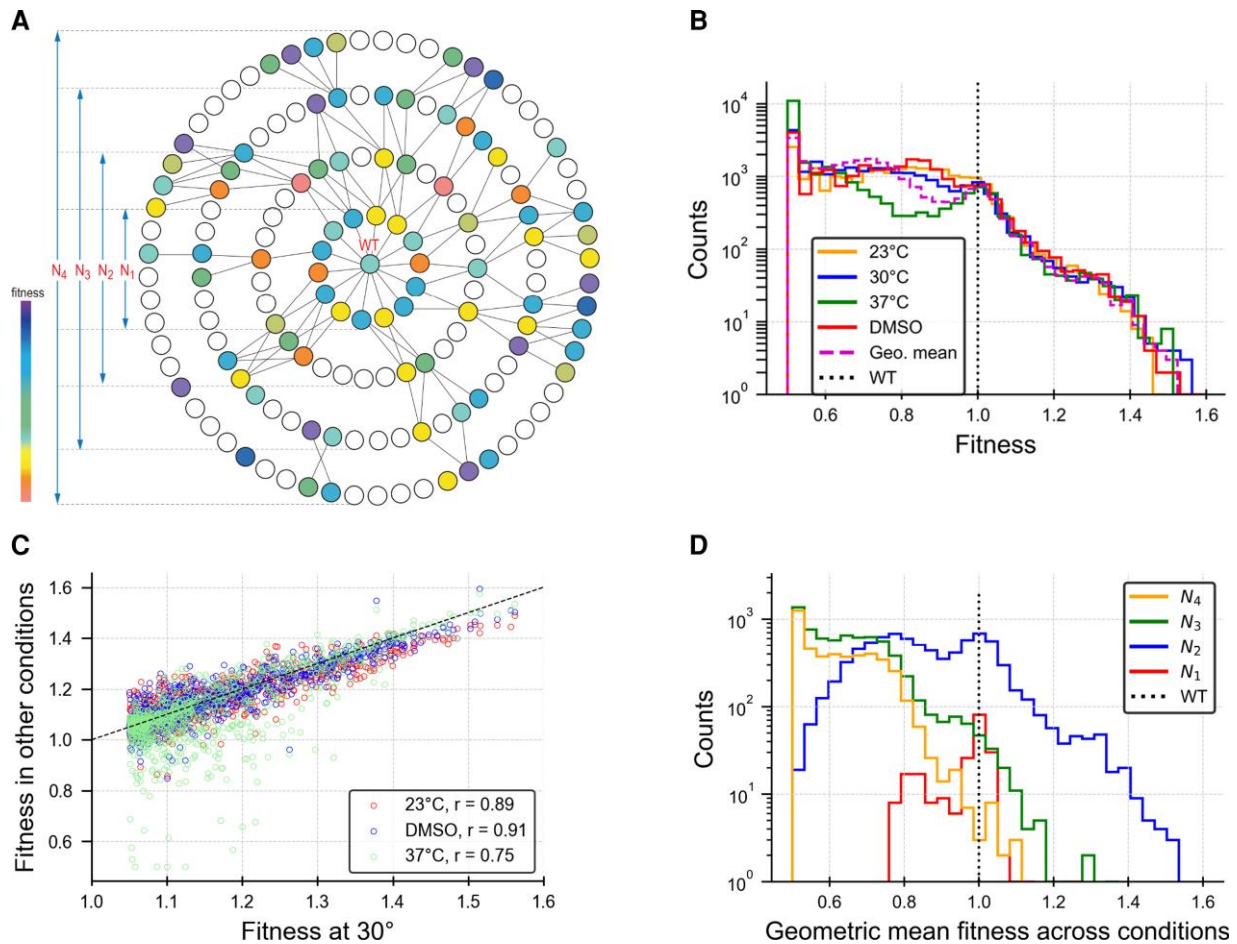 A
WT
N4 N3 N2 N1
fitness
B
Counts
10^4
10^3
10^2
10^1
10^0
23°C
30°C
37°C
DMSO
Geo. mean
WT
0.6 0.8 1.0 1.2 1.4 1.6
Fitness
C
Fitness in other conditions
1.6
1.4
1.2
1.0
0.8
0.6
23°C, r = 0.89
DMSO, r = 0.91
37°C, r = 0.75
1.0 1.1 1.2 1.3 1.4 1.5 1.6
Fitness at 30°
D
Counts
10^3
10^2
10^1
10^0
N4
N3
N2
N1
WT
0.6 0.8 1.0 1.2 1.4 1.6
Geometric mean fitness across conditions